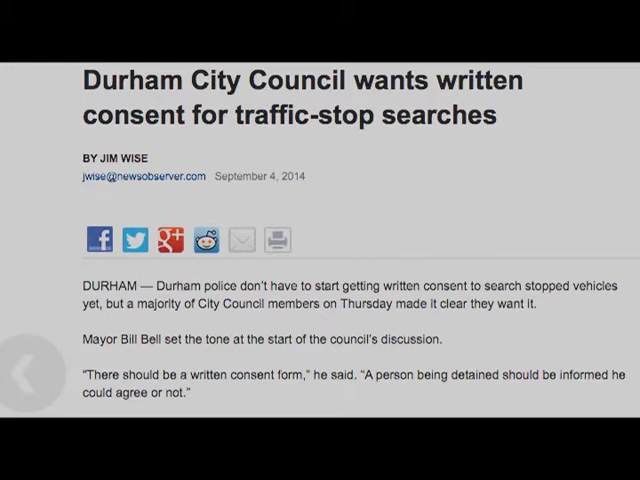 Durham City Council wants written
consent for traffic-stop searches
BY JIM WISE
jwise@newsobserver.com September 4, 2014
DURHAM — Durham police don't have to start getting written consent to search stopped vehicles
yet, but a majority of City Council members on Thursday made it clear they want it.
Mayor Bill Bell set the tone at the start of the council's discussion.
“There should be a written consent form,” he said. “A person being detained should be informed he
could agree or not.”